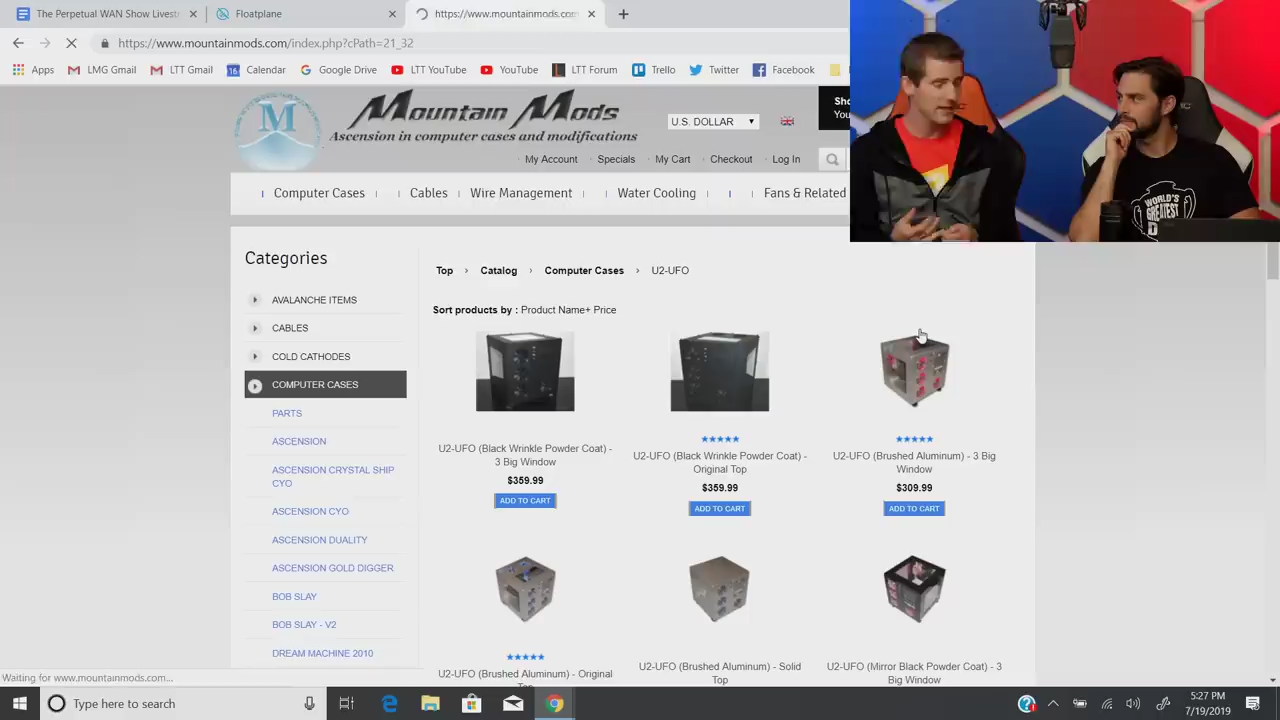 The Perpetual WAN Show Livest
Floatplane
https://www.mountainmods.com/
https://www.mountainmods.com/index.php?cPath=21_32
Apps
LMG Gmail
LTT Gmail
16
Calendar
Google Drive
LTT YouTube
YouTube
LTT Forum
Trello
Twitter
Facebook
M
Mountain Mods
Ascension in computer cases and modifications
U.S. DOLLAR
Sho
You
My Account
Specials
My Cart
Checkout
Log In
Computer Cases
Cables
Wire Management
Water Cooling
Fans & Related
WORLD'S
GREATEST
D
Categories
AVALANCHE ITEMS
CABLES
COLD CATHODES
COMPUTER CASES
PARTS
ASCENSION
ASCENSION CRYSTAL SHIP
CYO
ASCENSION CYO
ASCENSION DUALITY
ASCENSION GOLD DIGGER
BOB SLAY
BOB SLAY - V2
DREAM MACHINE 2010
Top › Catalog › Computer Cases › U2-UFO
Sort products by : Product Name+ Price
U2-UFO (Black Wrinkle Powder Coat) -
3 Big Window
$359.99
ADD TO CART
U2-UFO (Black Wrinkle Powder Coat) -
Original Top
$359.99
ADD TO CART
U2-UFO (Brushed Aluminum) - 3 Big
Window
$309.99
ADD TO CART
U2-UFO (Brushed Aluminum) - Original
Top
U2-UFO (Brushed Aluminum) - Solid
Top
U2-UFO (Mirror Black Powder Coat) - 3
Big Window
Waiting for www.mountainmods.com...
Type here to search
5:27 PM
7/19/2019